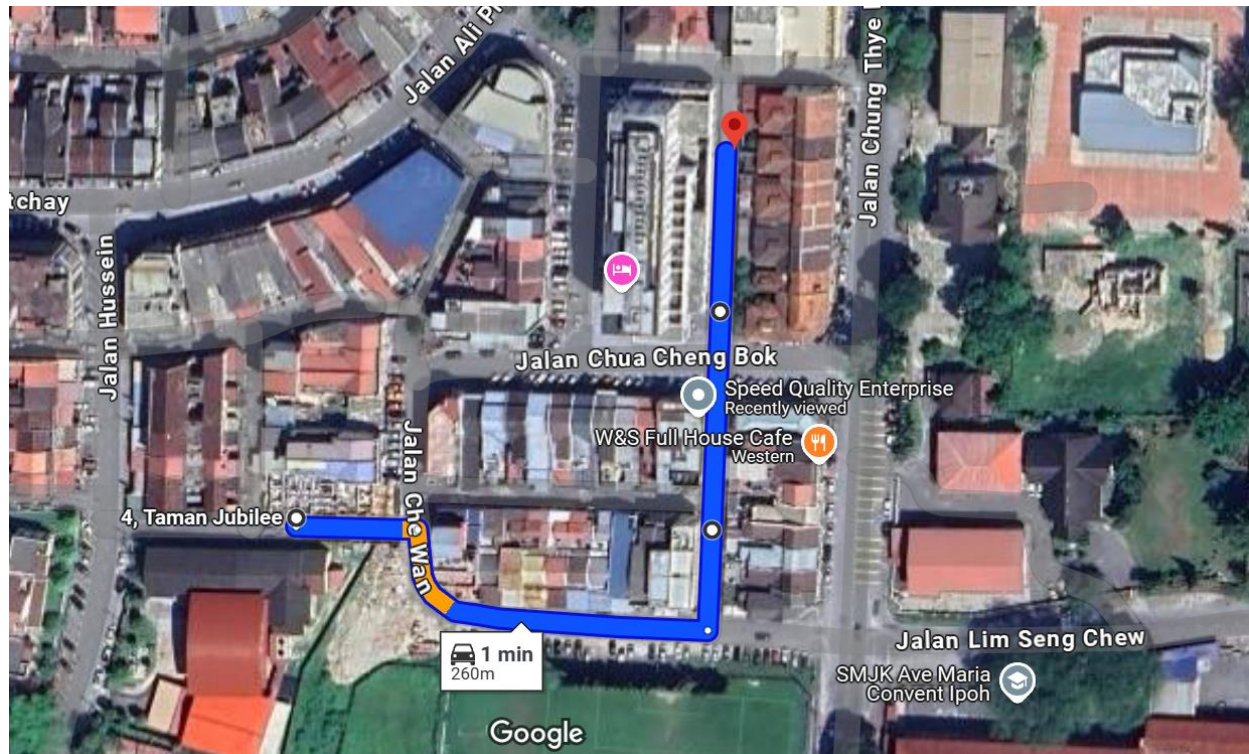 Jalan Ali Pi
Jalan Chung Thye
tchay
Jalan Hussein
Jalan Chua Cheng Bok
Speed Quality Enterprise
Recently viewed
W&S Full House Cafe
Western
Jalan Che Wan
4, Taman Jubilee
1 min
260m
Jalan Lim Seng Chew
SMJK Ave Maria
Convent Ipoh
Google